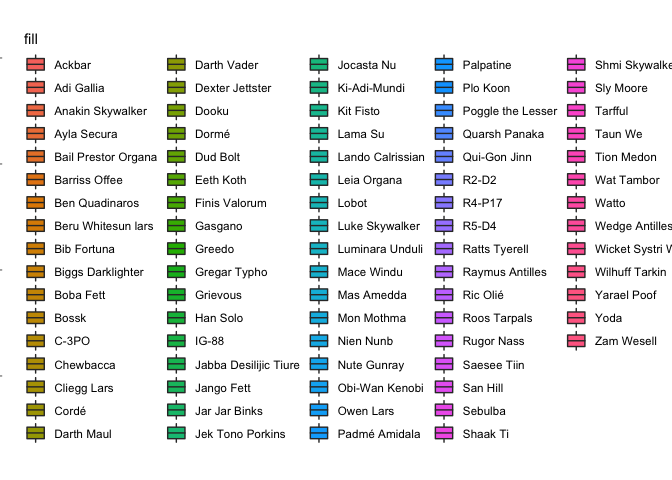 fill
Ackbar
Adi Gallia
Anakin Skywalker
Ayla Secura
Bail Prestor Organa
Barriss Offee
Ben Quadinaros
Beru Whitesun lars
Bib Fortuna
Biggs Darklighter
Boba Fett
Bossk
C-3PO
Chewbacca
Cliegg Lars
Cordé
Darth Maul
Darth Vader
Dexter Jettster
Dooku
Dormé
Dud Bolt
Eeth Koth
Finis Valorum
Gasgano
Greedo
Gregar Typho
Grievous
Han Solo
IG-88
Jabba Desilijic Tiure
Jango Fett
Jar Jar Binks
Jek Tono Porkins
Jocasta Nu
Ki-Adi-Mundi
Kit Fisto
Lama Su
Lando Calrissian
Leia Organa
Lobot
Luke Skywalker
Luminara Unduli
Mace Windu
Mas Amedda
Mon Mothma
Nien Nunb
Nute Gunray
Obi-Wan Kenobi
Owen Lars
Padmé Amidala
Palpatine
Plo Koon
Poggle the Lesser
Quarsh Panaka
Qui-Gon Jinn
R2-D2
R4-P17
R5-D4
Ratts Tyerell
Raymus Antilles
Ric Olié
Roos Tarpals
Rugor Nass
Saesee Tiin
San Hill
Sebulba
Shaak Ti
Shmi Skywalke
Sly Moore
Tarfful
Taun We
Tion Medon
Wat Tambor
Watto
Wedge Antilles
Wicket Systri W
Wilhuff Tarkin
Yarael Poof
Yoda
Zam Wesell